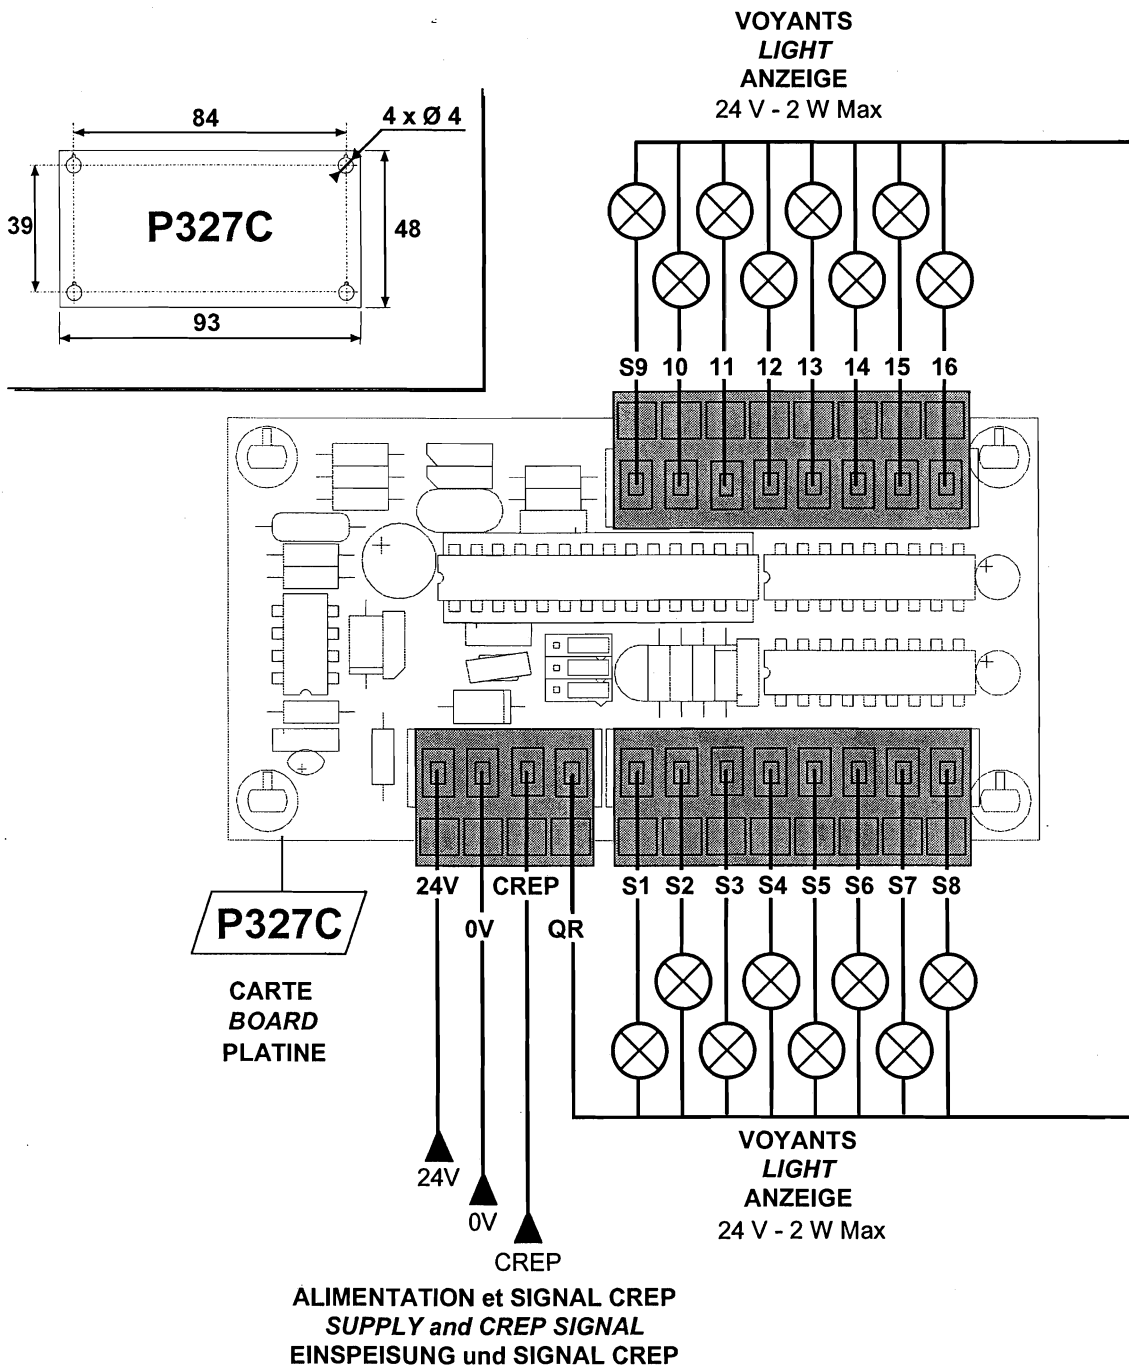 VOYANTS
LIGHT
ANZEIGE
24 V - 2 W Max
84
4 x Ø 4
39
P327C
48
93
S9 10 11 12 13 14 15 16
24V CREP S1 S2 S3 S4 S5 S6 S7 S8
0V QR
P327C
CARTE
BOARD
PLATINE
24V
0V
CREP
VOYANTS
LIGHT
ANZEIGE
24 V - 2 W Max
ALIMENTATION et SIGNAL CREP
SUPPLY and CREP SIGNAL
EINSPEISUNG und SIGNAL CREP